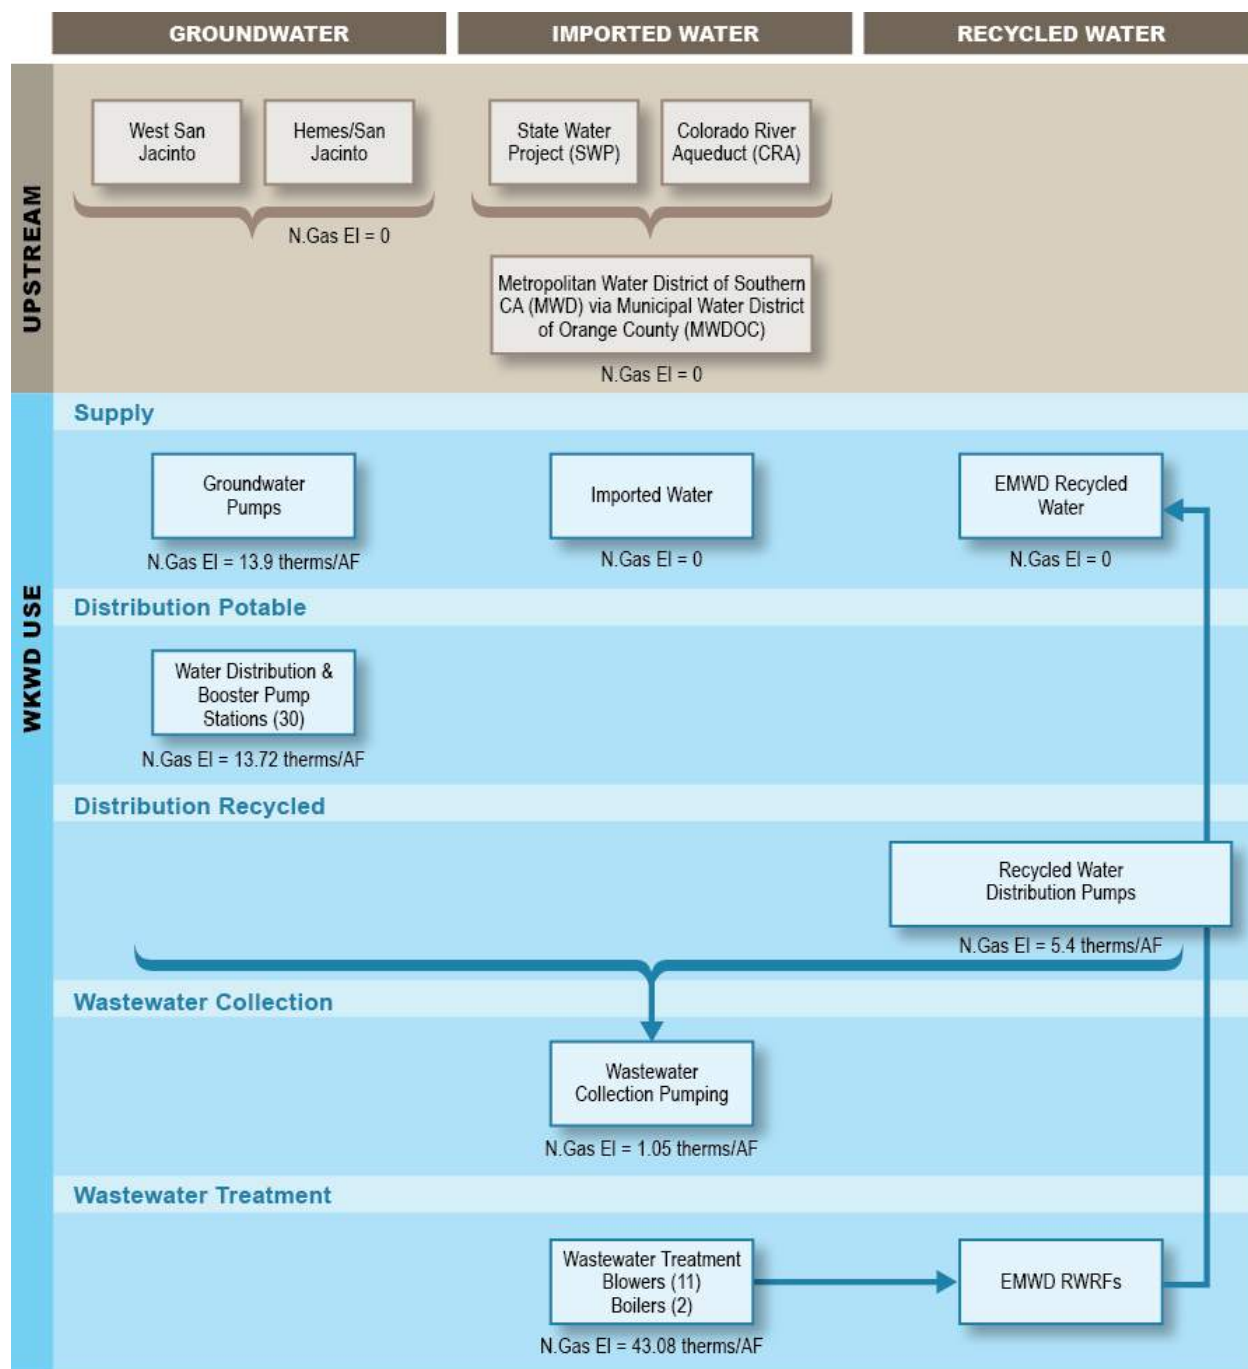 GROUNDWATER
IMPORTED WATER
RECYCLED WATER
UPSTREAM
West San
Jacinto
Hemes/San
Jacinto
N.Gas EI = 0
State Water
Project (SWP)
Colorado River
Aqueduct (CRA)
Metropolitan Water District of Southern
CA (MWD) via Municipal Water District
of Orange County (MWDOC)
N.Gas EI = 0
WKWD USE
Supply
Groundwater
Pumps
N.Gas EI = 13.9 therms/AF
Imported Water
N.Gas EI = 0
EMWD Recycled
Water
N.Gas EI = 0
Distribution Potable
Water Distribution &
Booster Pump
Stations (30)
N.Gas EI = 13.72 therms/AF
Distribution Recycled
Recycled Water
Distribution Pumps
N.Gas EI = 5.4 therms/AF
Wastewater Collection
Wastewater
Collection Pumping
N.Gas EI = 1.05 therms/AF
Wastewater Treatment
Wastewater Treatment
Blowers (11)
Boilers (2)
N.Gas EI = 43.08 therms/AF
EMWD RWRFs